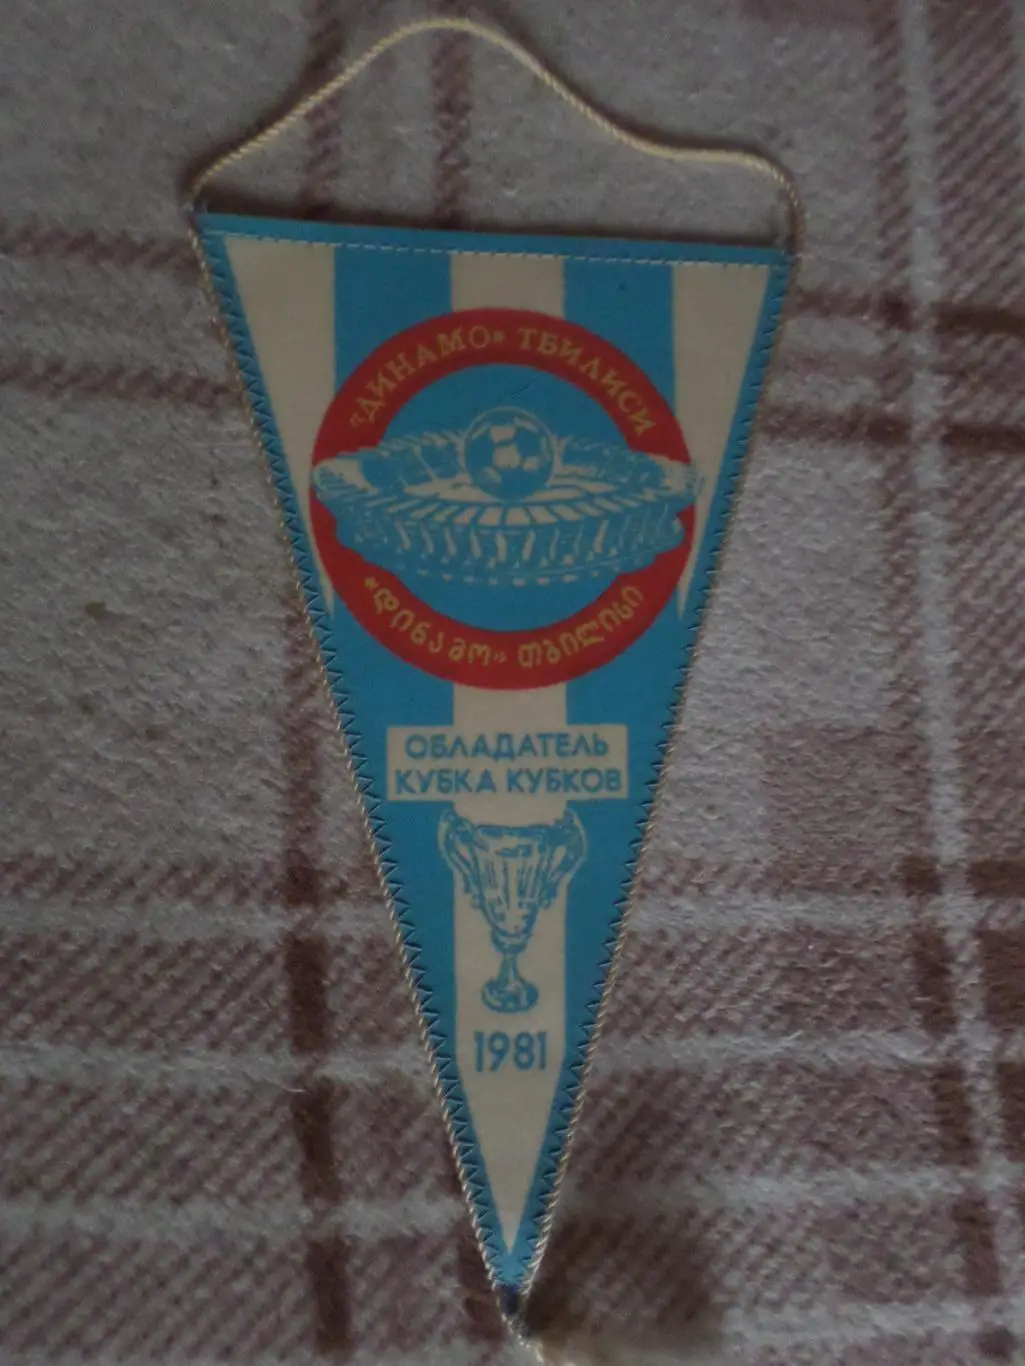 «ДИНАМО» ТБИЛИСИ
«ᲓᲘᲜᲐᲛᲝ» ᲗᲑᲘᲚᲘᲡᲘ
ОБЛАДАТЕЛЬ
КУБКА КУБКОВ
1981